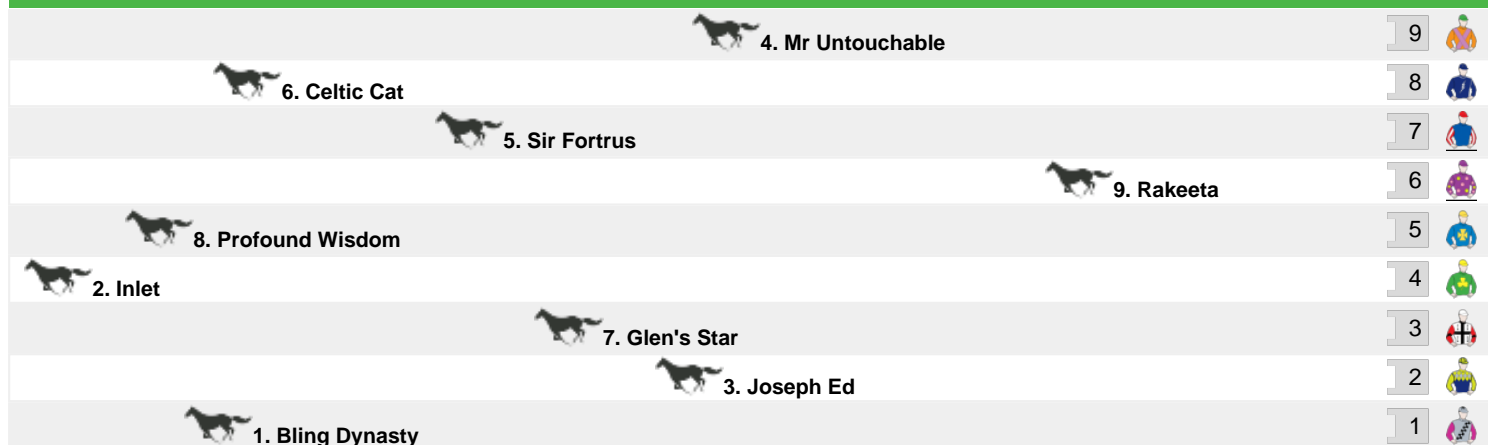 4. Mr Untouchable 9
6. Celtic Cat 8
5. Sir Fortrus 7
9. Rakeeta 6
8. Profound Wisdom 5
2. Inlet 4
7. Glen's Star 3
3. Joseph Ed 2
1. Bling Dynasty 1